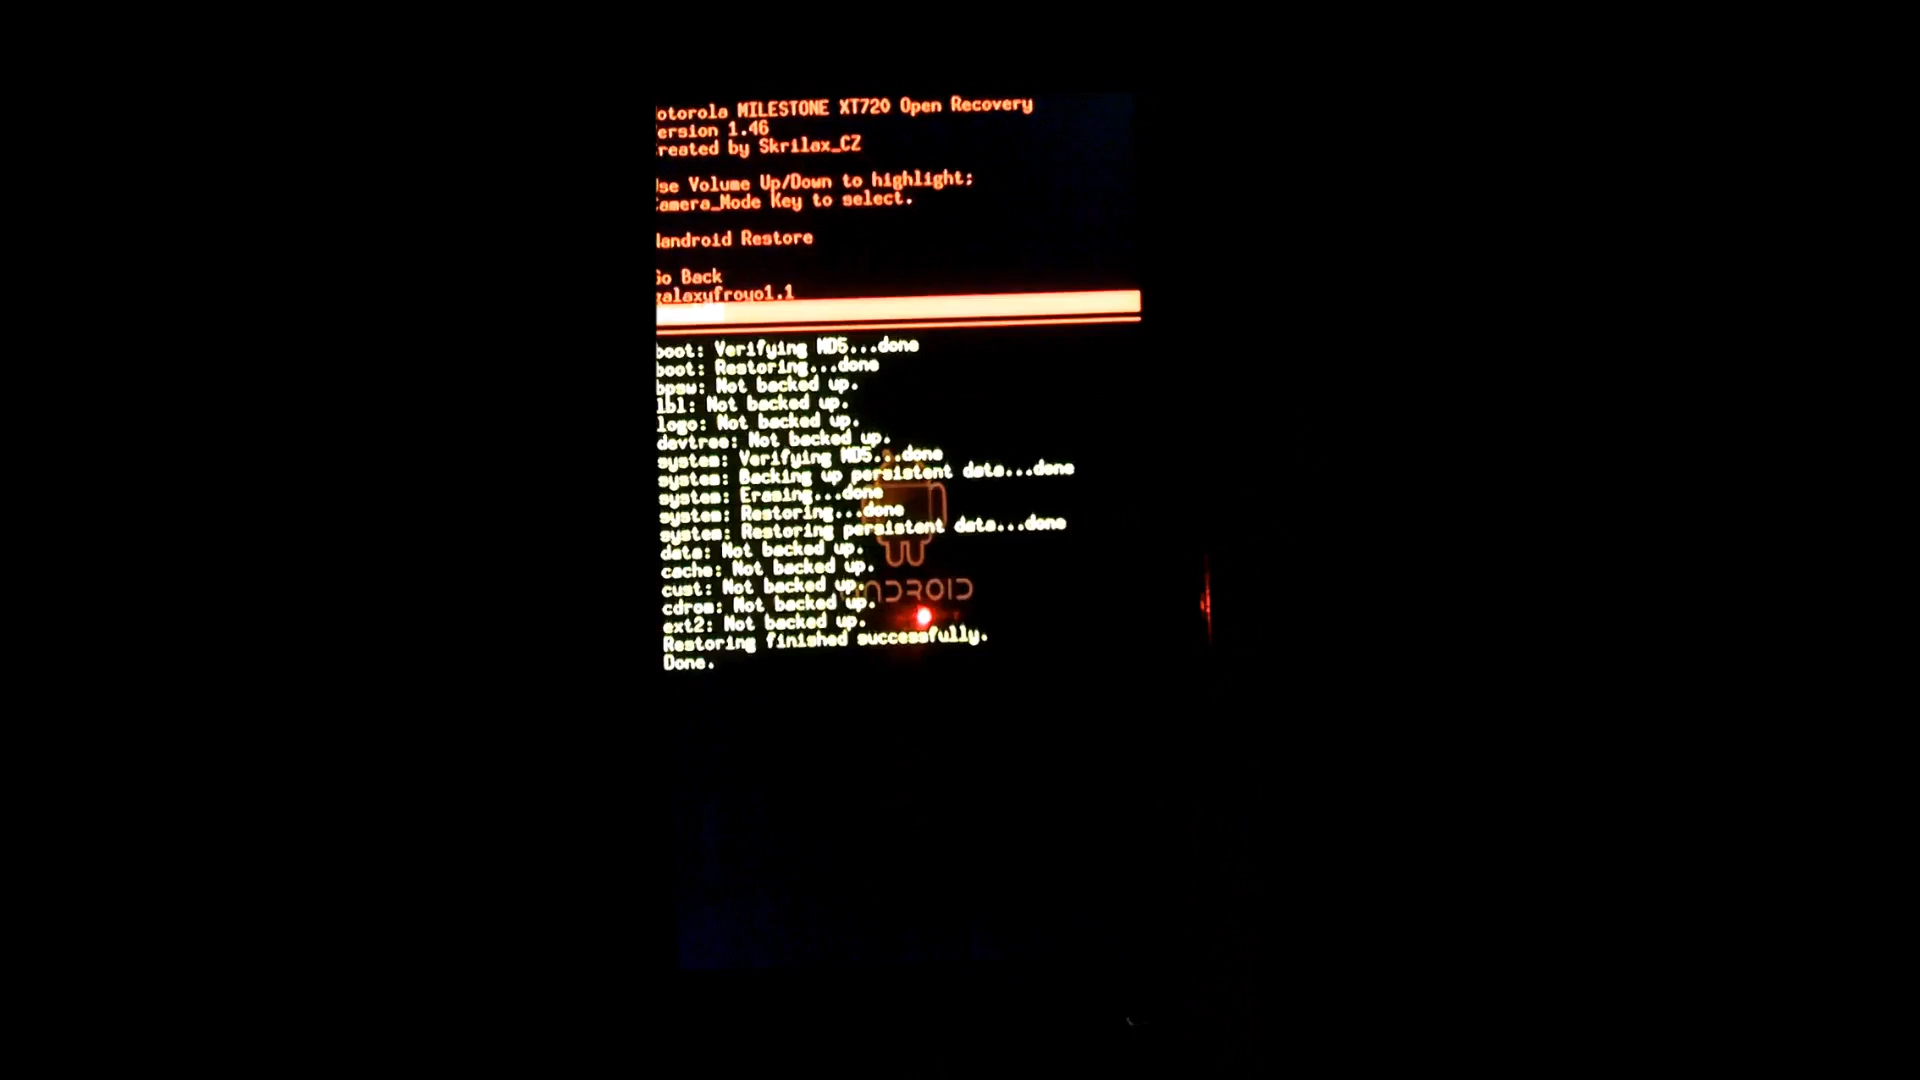 otorola MILESTONE XT720 Open Recovery
ersion 1.46
reated by Skrilax_CZ
se Volume Up/Down to highlight;
amera_Mode Key to select.
android Restore
Go Back
galaxyfroyo1.1
boot: Verifying MD5...done
boot: Restoring...done
bpsw: Not backed up.
lbl: Not backed up.
logo: Not backed up.
devtree: Not backed up.
system: Verifying MD5...done
system: Backing up persistent data...done
system: Erasing...done
system: Restoring...done
system: Restoring persistent data...done
data: Not backed up.
cache: Not backed up.
cust: Not backed up.
cdrom: Not backed up.
ext2: Not backed up.
Restoring finished successfully.
Done.
ANDROID